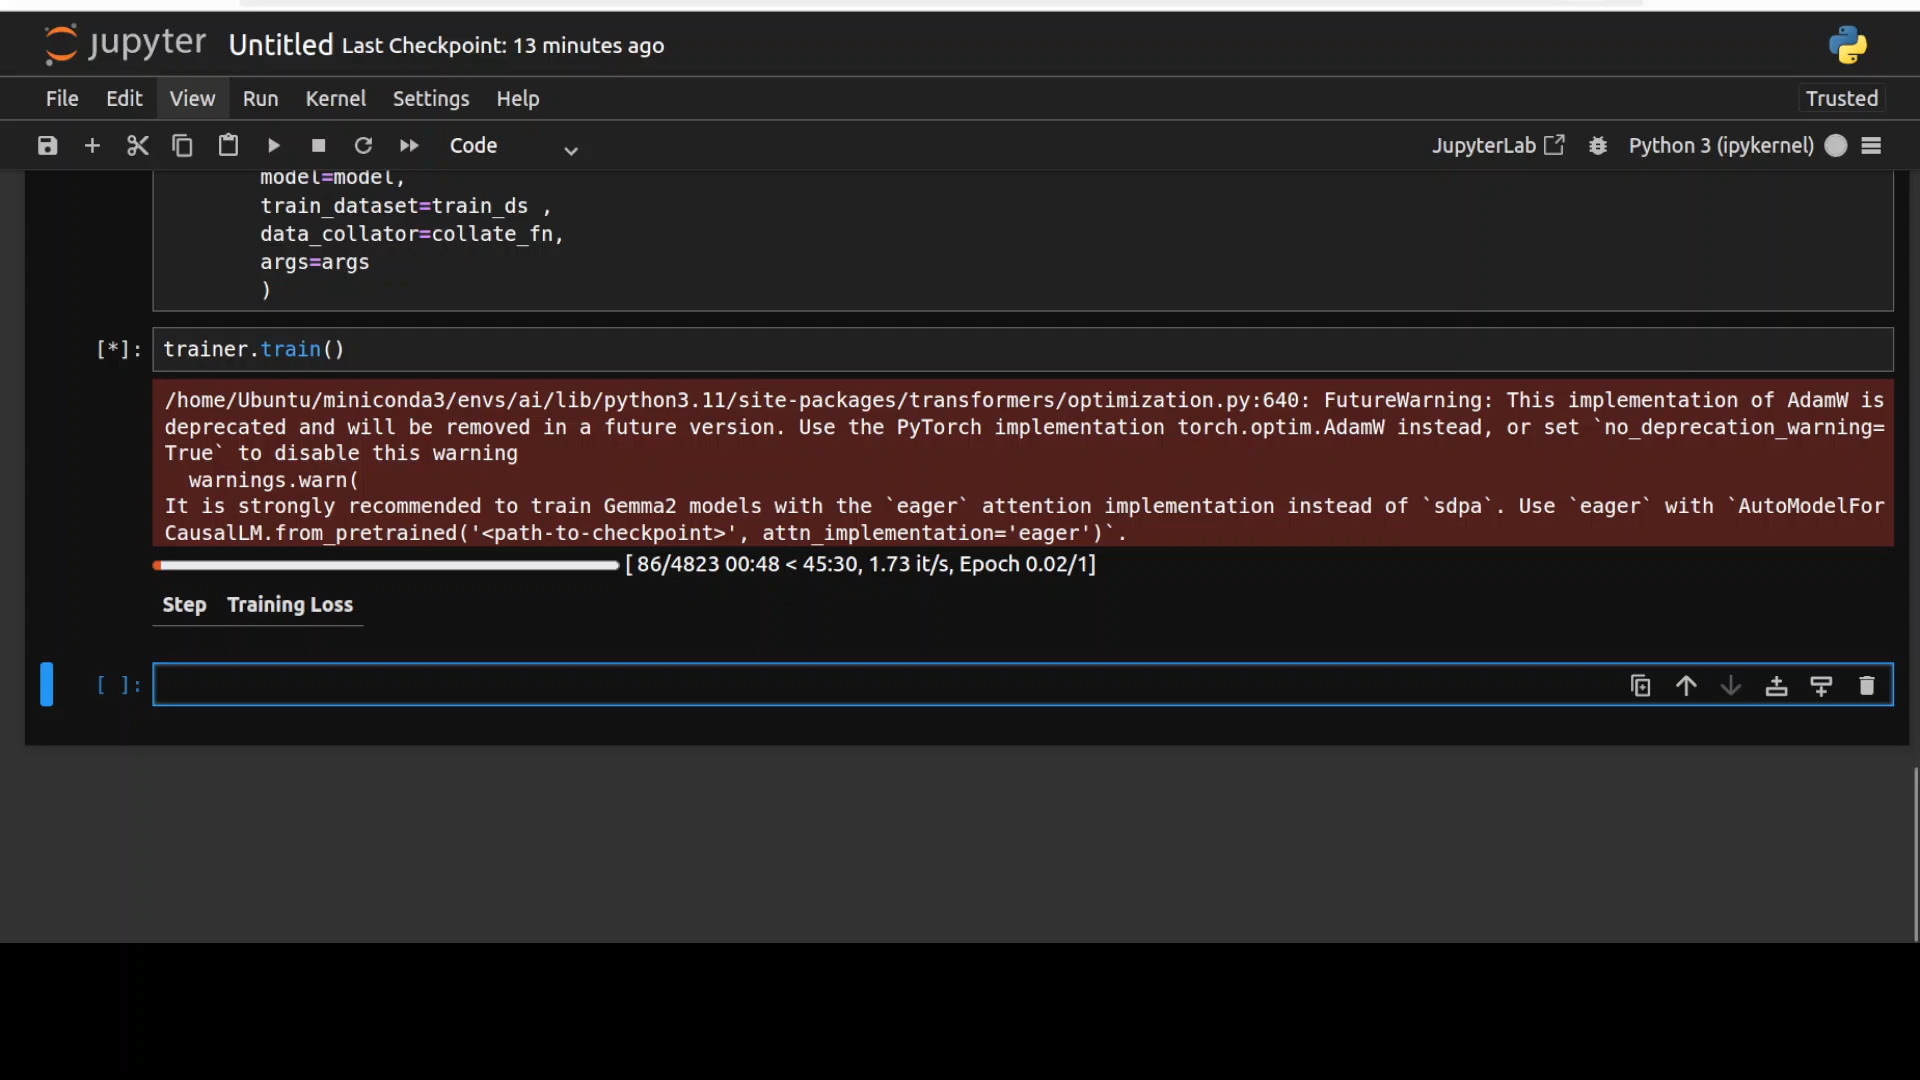 jupyter Untitled Last Checkpoint: 13 minutes ago
File Edit View Run Kernel Settings Help Trusted
Code JupyterLab Python 3 (ipykernel)
model=model,
train_dataset=train_ds ,
data_collator=collate_fn,
args=args
)
[*]: trainer.train()
/home/Ubuntu/miniconda3/envs/ai/lib/python3.11/site-packages/transformers/optimization.py:640: FutureWarning: This implementation of AdamW is
deprecated and will be removed in a future version. Use the PyTorch implementation torch.optim.AdamW instead, or set `no_deprecation_warning=
True` to disable this warning
warnings.warn(
It is strongly recommended to train Gemma2 models with the `eager` attention implementation instead of `sdpa`. Use `eager` with `AutoModelFor
CausalLM.from_pretrained('<path-to-checkpoint>', attn_implementation='eager')`.
[ 86/4823 00:48 < 45:30, 1.73 it/s, Epoch 0.02/1]
Step Training Loss
[ ]: